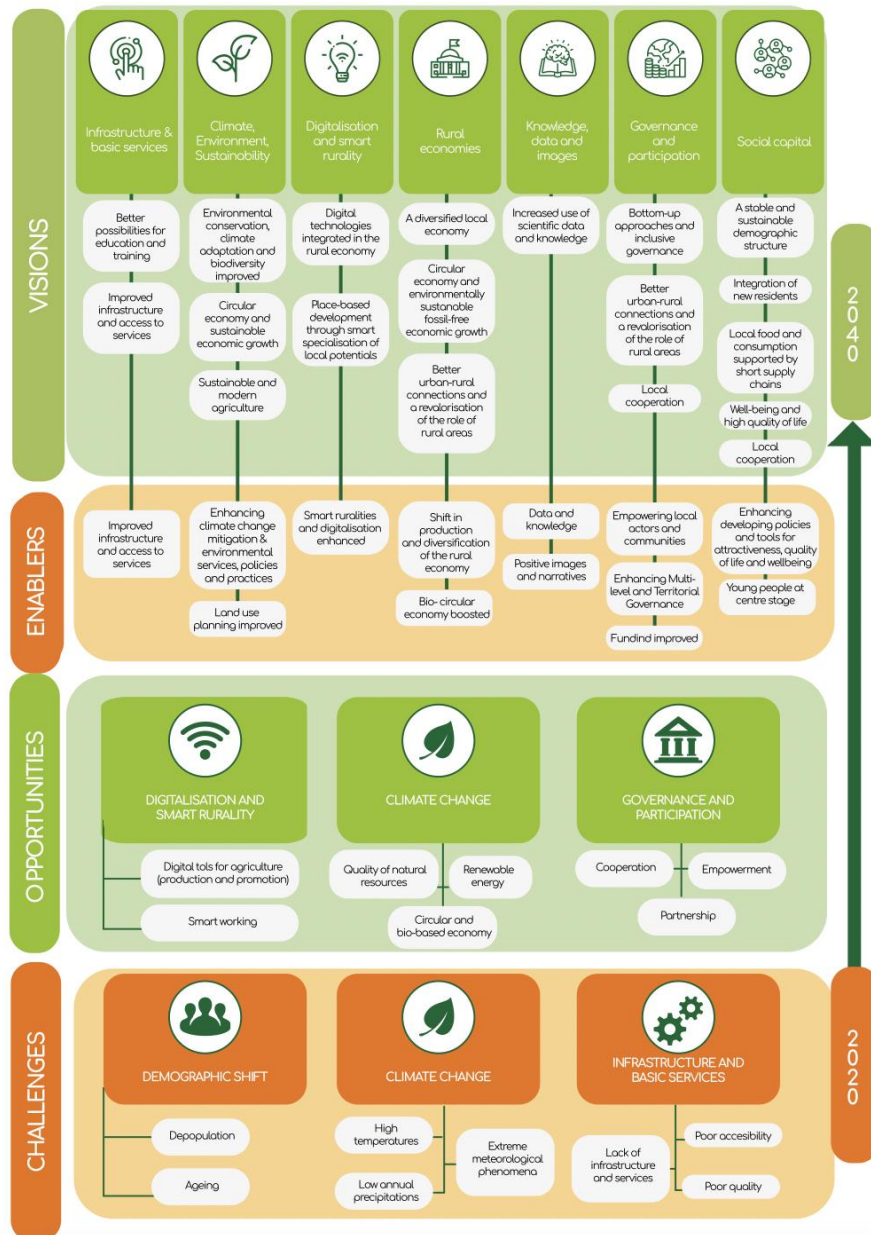 VISIONS
Infrastructure &
basic services
Climate,
Environment,
Sustainability
Digitalisation
and smart
rurality
Rural
economies
Knowledge,
data and
images
Governance
and
participation
Social capital
Better
possibilities for
education and
training
Improved
infrastructure
and access to
services
Environmental
conservation,
climate
adaptation and
biodiversity
improved
Circular
economy and
sustainable
economic growth
Sustainable and
modern
agriculture
Digital
technologies
integrated in the
rural economy
Place-based
development
through smart
specialisation of
local potentials
A diversified local
economy
Circular
economy and
environmentally
sustanable
fossil-free
economic growth
Better
urban-rural
connections and
a revalorisation
of the role of
rural areas
Increased use of
scientific data
and knowledge
Bottom-up
approaches and
inclusive
governance
Better
urban-rural
connections and
a revalorisation
of the role of
rural areas
Local
cooperation
A stable and
sustainable
demographic
structure
Integration of
new residents
Local food and
consumption
supported by
short supply
chains
Well-being and
high quality of life
Local
cooperation
2040
ENABLERS
Improved
infrastructure
and access to
services
Enhancing
climate change
mitigation &
environmental
services, policies
and practices
Land use
planning improved
Smart ruralities
and digitalisation
enhanced
Shift in
production
and diversification
of the rural
economy
Bio- circular
economy boosted
Data and
knowledge
Positive images
and narratives
Empowering local
actors and
communities
Enhancing Multi-
level and Territorial
Governance
Fundind improved
Enhancing
developing policies
and tools for
attractiveness, quality
of life and wellbeing
Young people at
centre stage
OPPORTUNITIES
DIGITALISATION AND
SMART RURALITY
Digital tols for agriculture
(production and promotion)
Smart working
CLIMATE CHANGE
Quality of natural
resources
Renewable
energy
Circular and
bio-based economy
GOVERNANCE AND
PARTICIPATION
Cooperation
Empowerment
Partnership
CHALLENGES
DEMOGRAPHIC SHIFT
Depopulation
Ageing
CLIMATE CHANGE
High
temperatures
Low annual
precipitations
Extreme
meteorological
phenomena
INFRASTRUCTURE AND
BASIC SERVICES
Lack of
infrastructure
and services
Poor accesibility
Poor quality
2020